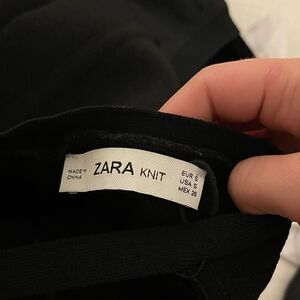 MADE IN
CHINA
ZARA KNIT
EUR S
USA S
MEX 26